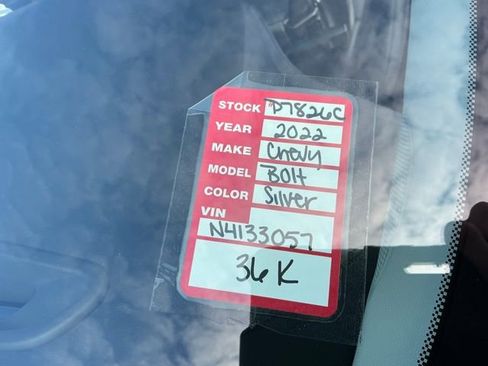 STOCK P7826C
YEAR 2022
MAKE Chevy
MODEL Bolt
COLOR Silver
VIN
N4133057
36K